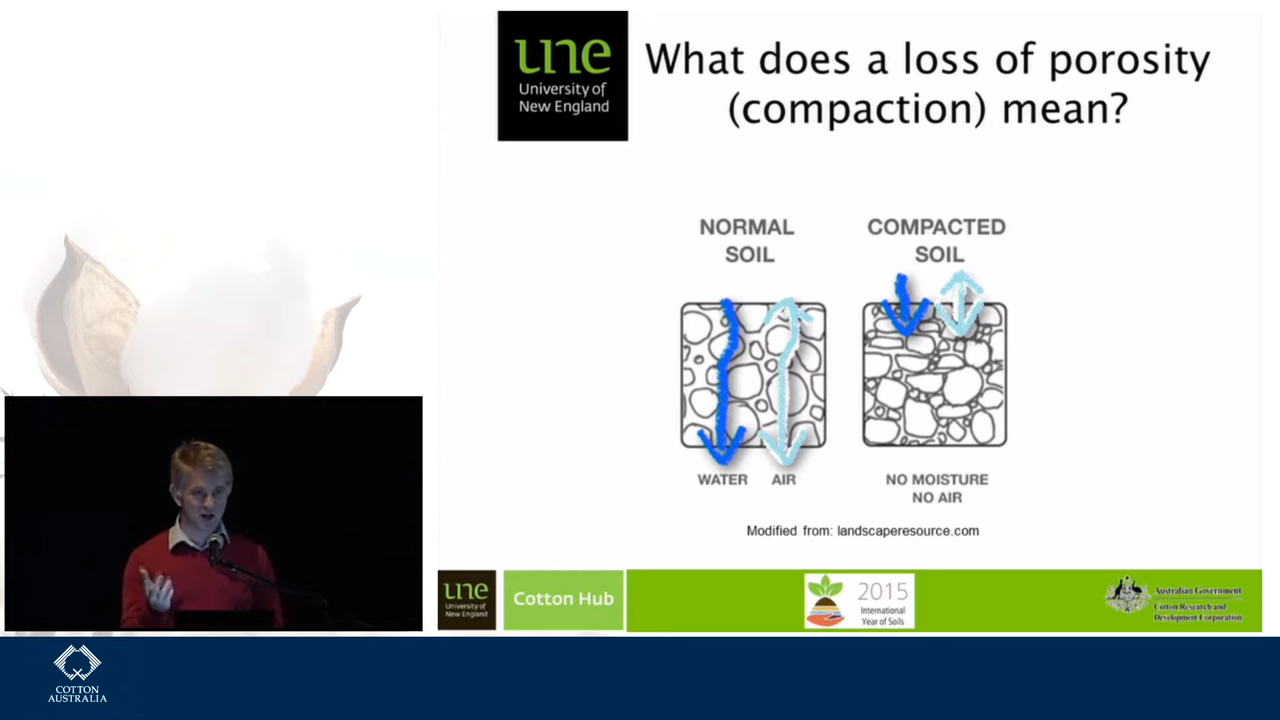 une
University of
New England
What does a loss of porosity
(compaction) mean?
NORMAL
SOIL
COMPACTED
SOIL
WATER
AIR
NO MOISTURE
NO AIR
Modified from: landscaperesource.com
une
University of
New England
Cotton Hub
2015
International
Year of Soils
Australian Government
Cotton Research and
Development Corporation
COTTON
AUSTRALIA